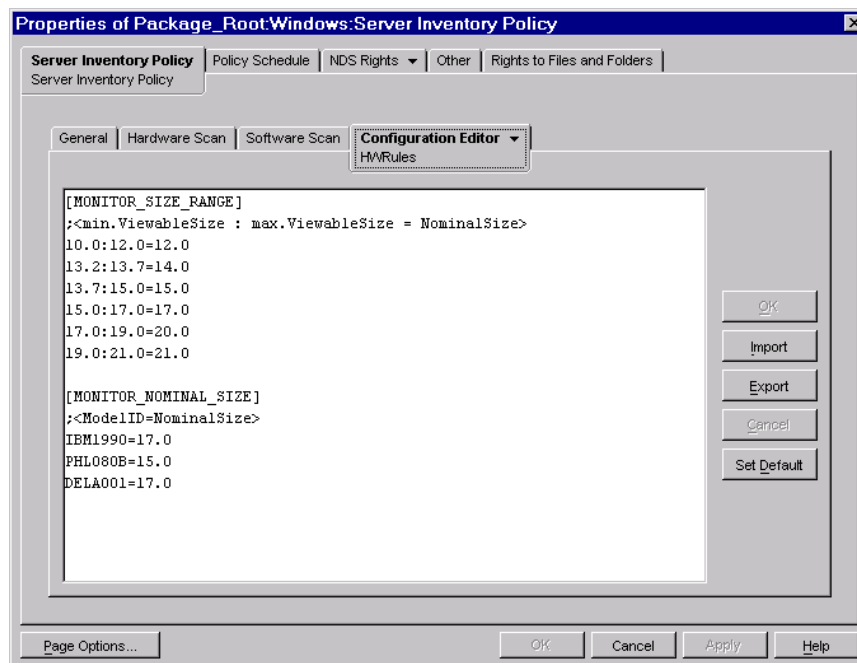 Properties of Package_Root:Windows:Server Inventory Policy
Server Inventory Policy Policy Schedule NDS Rights Other Rights to Files and Folders
Server Inventory Policy
General Hardware Scan Software Scan Configuration Editor
HWRules
[MONITOR_SIZE_RANGE]
;<min.ViewableSize : max.ViewableSize = NominalSize>
10.0:12.0=12.0
13.2:13.7=14.0
13.7:15.0=15.0
15.0:17.0=17.0
17.0:19.0=20.0
19.0:21.0=21.0
[MONITOR_NOMINAL_SIZE]
;<ModelID=NominalSize>
IBM1990=17.0
PHL080B=15.0
DELA001=17.0
OK
Import
Export
Cancel
Set Default
Page Options... OK Cancel Apply Help